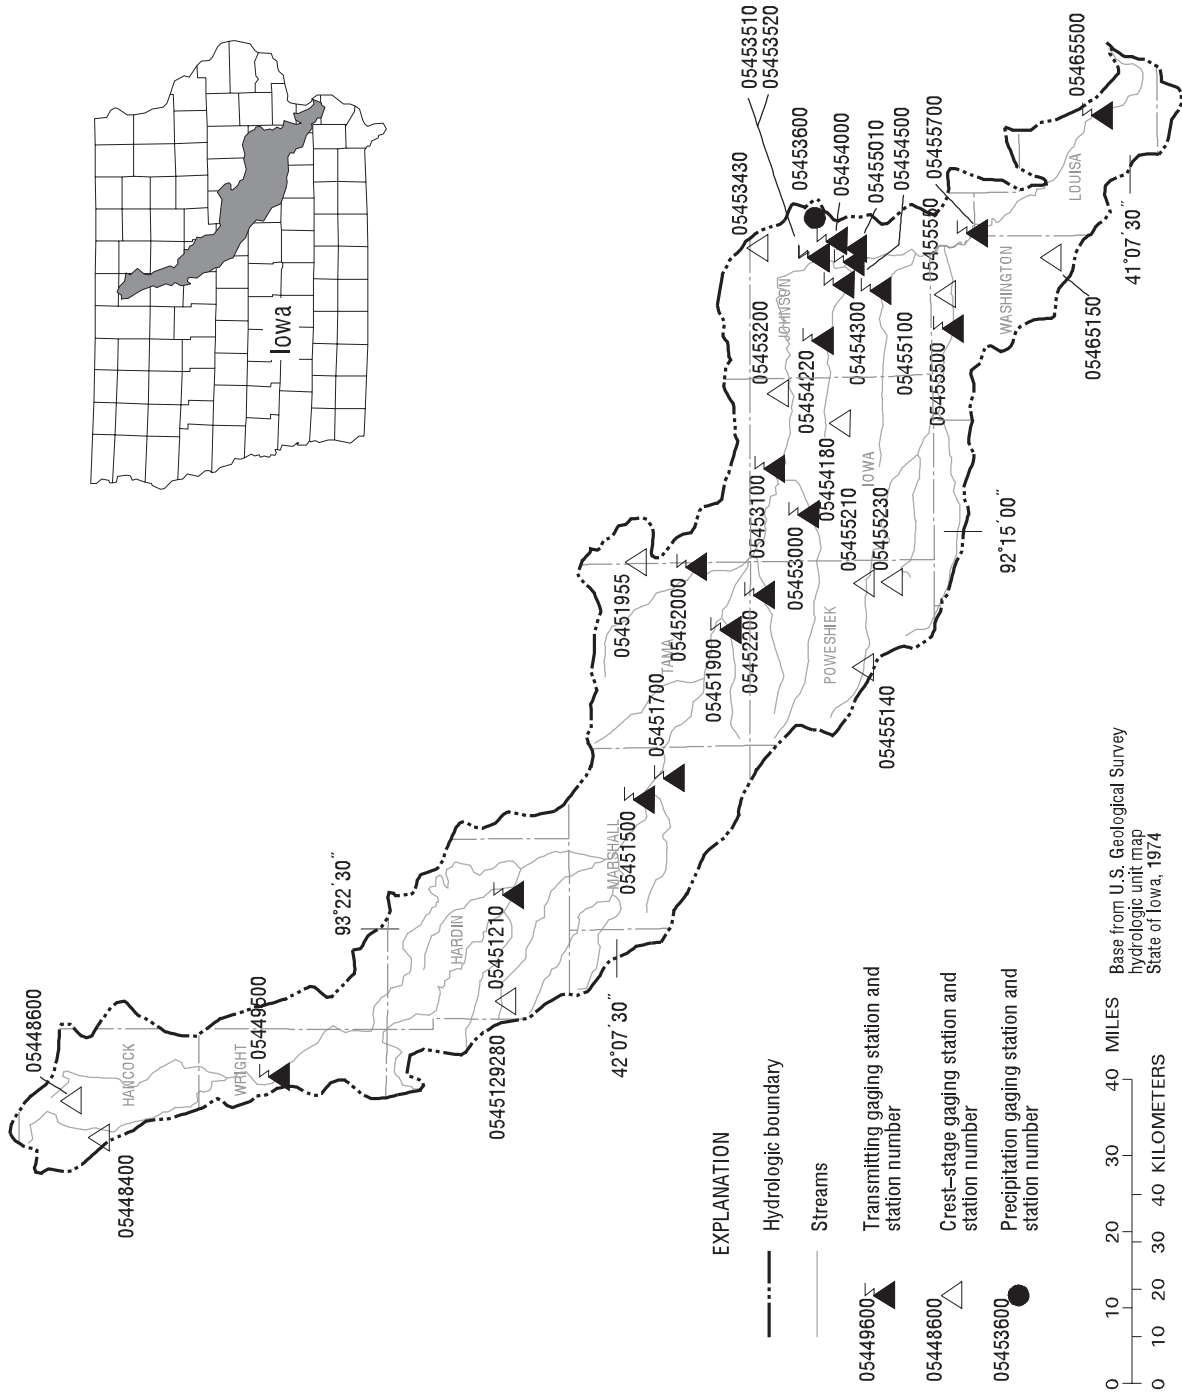 Iowa
05448600
05448400
HANCOCK
WRIGHT
05449500
93°22´30˝
HARDIN
05451210
0545129280
42°07´30˝
MARSHALL
05451500
05451700
TAMA
05451955
05452000
05451900
05452200
POWESHIEK
05455140
05453100
05453000
05454180
05455210
05455230
IOWA
92°15´00˝
05453200
05454220
05454300
05455100
05455500
JOHNSON
05453430
05453510
05453520
05453600
05454000
05455010
05454500
05455700
05455550
WASHINGTON
05465150
LOUISA
05465500
41°07´30˝
EXPLANATION
Hydrologic boundary
Streams
05449600
Transmitting gaging station and
station number
05448600
Crest–stage gaging station and
station number
05453600
Precipitation gaging station and
station number
0 10 20 30 40 MILES
0 10 20 30 40 KILOMETERS
Base from U.S. Geological Survey
hydrologic unit map
State of Iowa, 1974